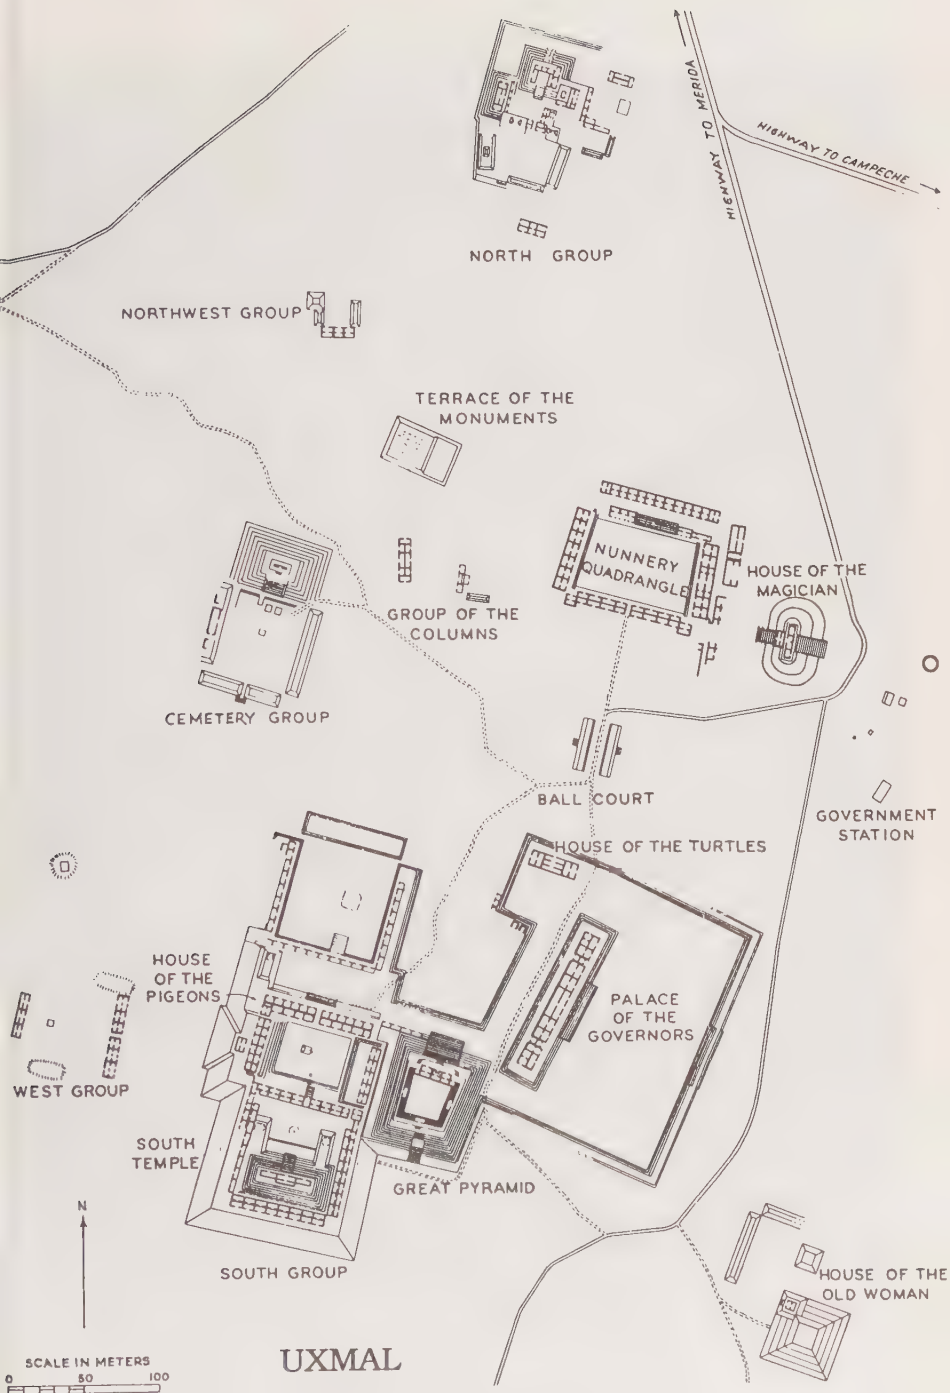 HIGHWAY TO MERIDA
HIGHWAY TO CAMPECHE
NORTH GROUP
NORTHWEST GROUP
TERRACE OF THE
MONUMENTS
NUNNERY
QUADRANGLE
HOUSE OF THE
MAGICIAN
GROUP OF THE
COLUMNS
CEMETERY GROUP
BALL COURT
GOVERNMENT
STATION
HOUSE OF THE TURTLES
HOUSE
OF THE
PIGEONS
PALACE
OF THE
GOVERNORS
WEST GROUP
SOUTH
TEMPLE
GREAT PYRAMID
N
SOUTH GROUP
HOUSE OF THE
OLD WOMAN
UXMAL
SCALE IN METERS
0 50 100